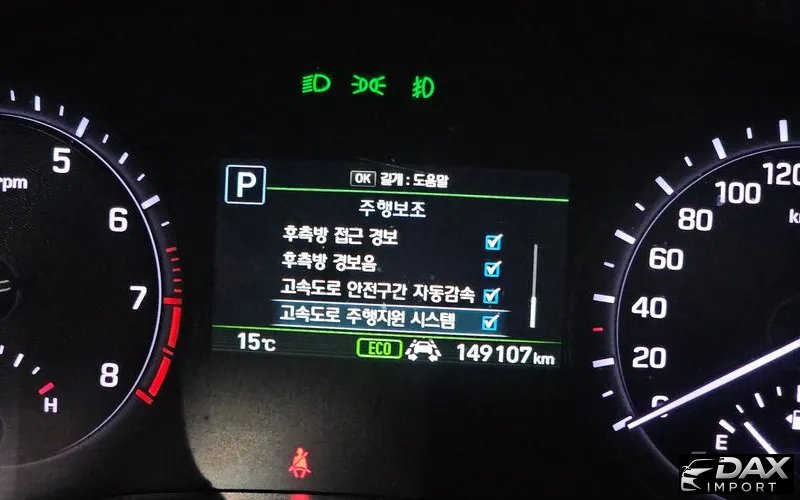 5
rpm
6
7
8
H
P
OK 길게 : 도움말
주행보조
후측방 접근 경보
후측방 경보음
고속도로 안전구간 자동감속
고속도로 주행지원 시스템
15℃
ECO
149107km
120
100
80
60
40
20
0
E
DAX
IMPORT